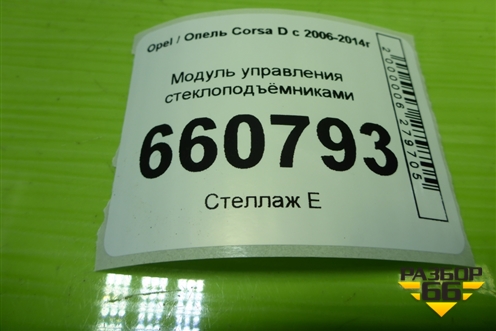 Opel / Опель Corsa D с 2006-2014г
Модуль управления
стеклоподъёмниками
660793
Стеллаж Е
2000006279705
РАЗБОР
66